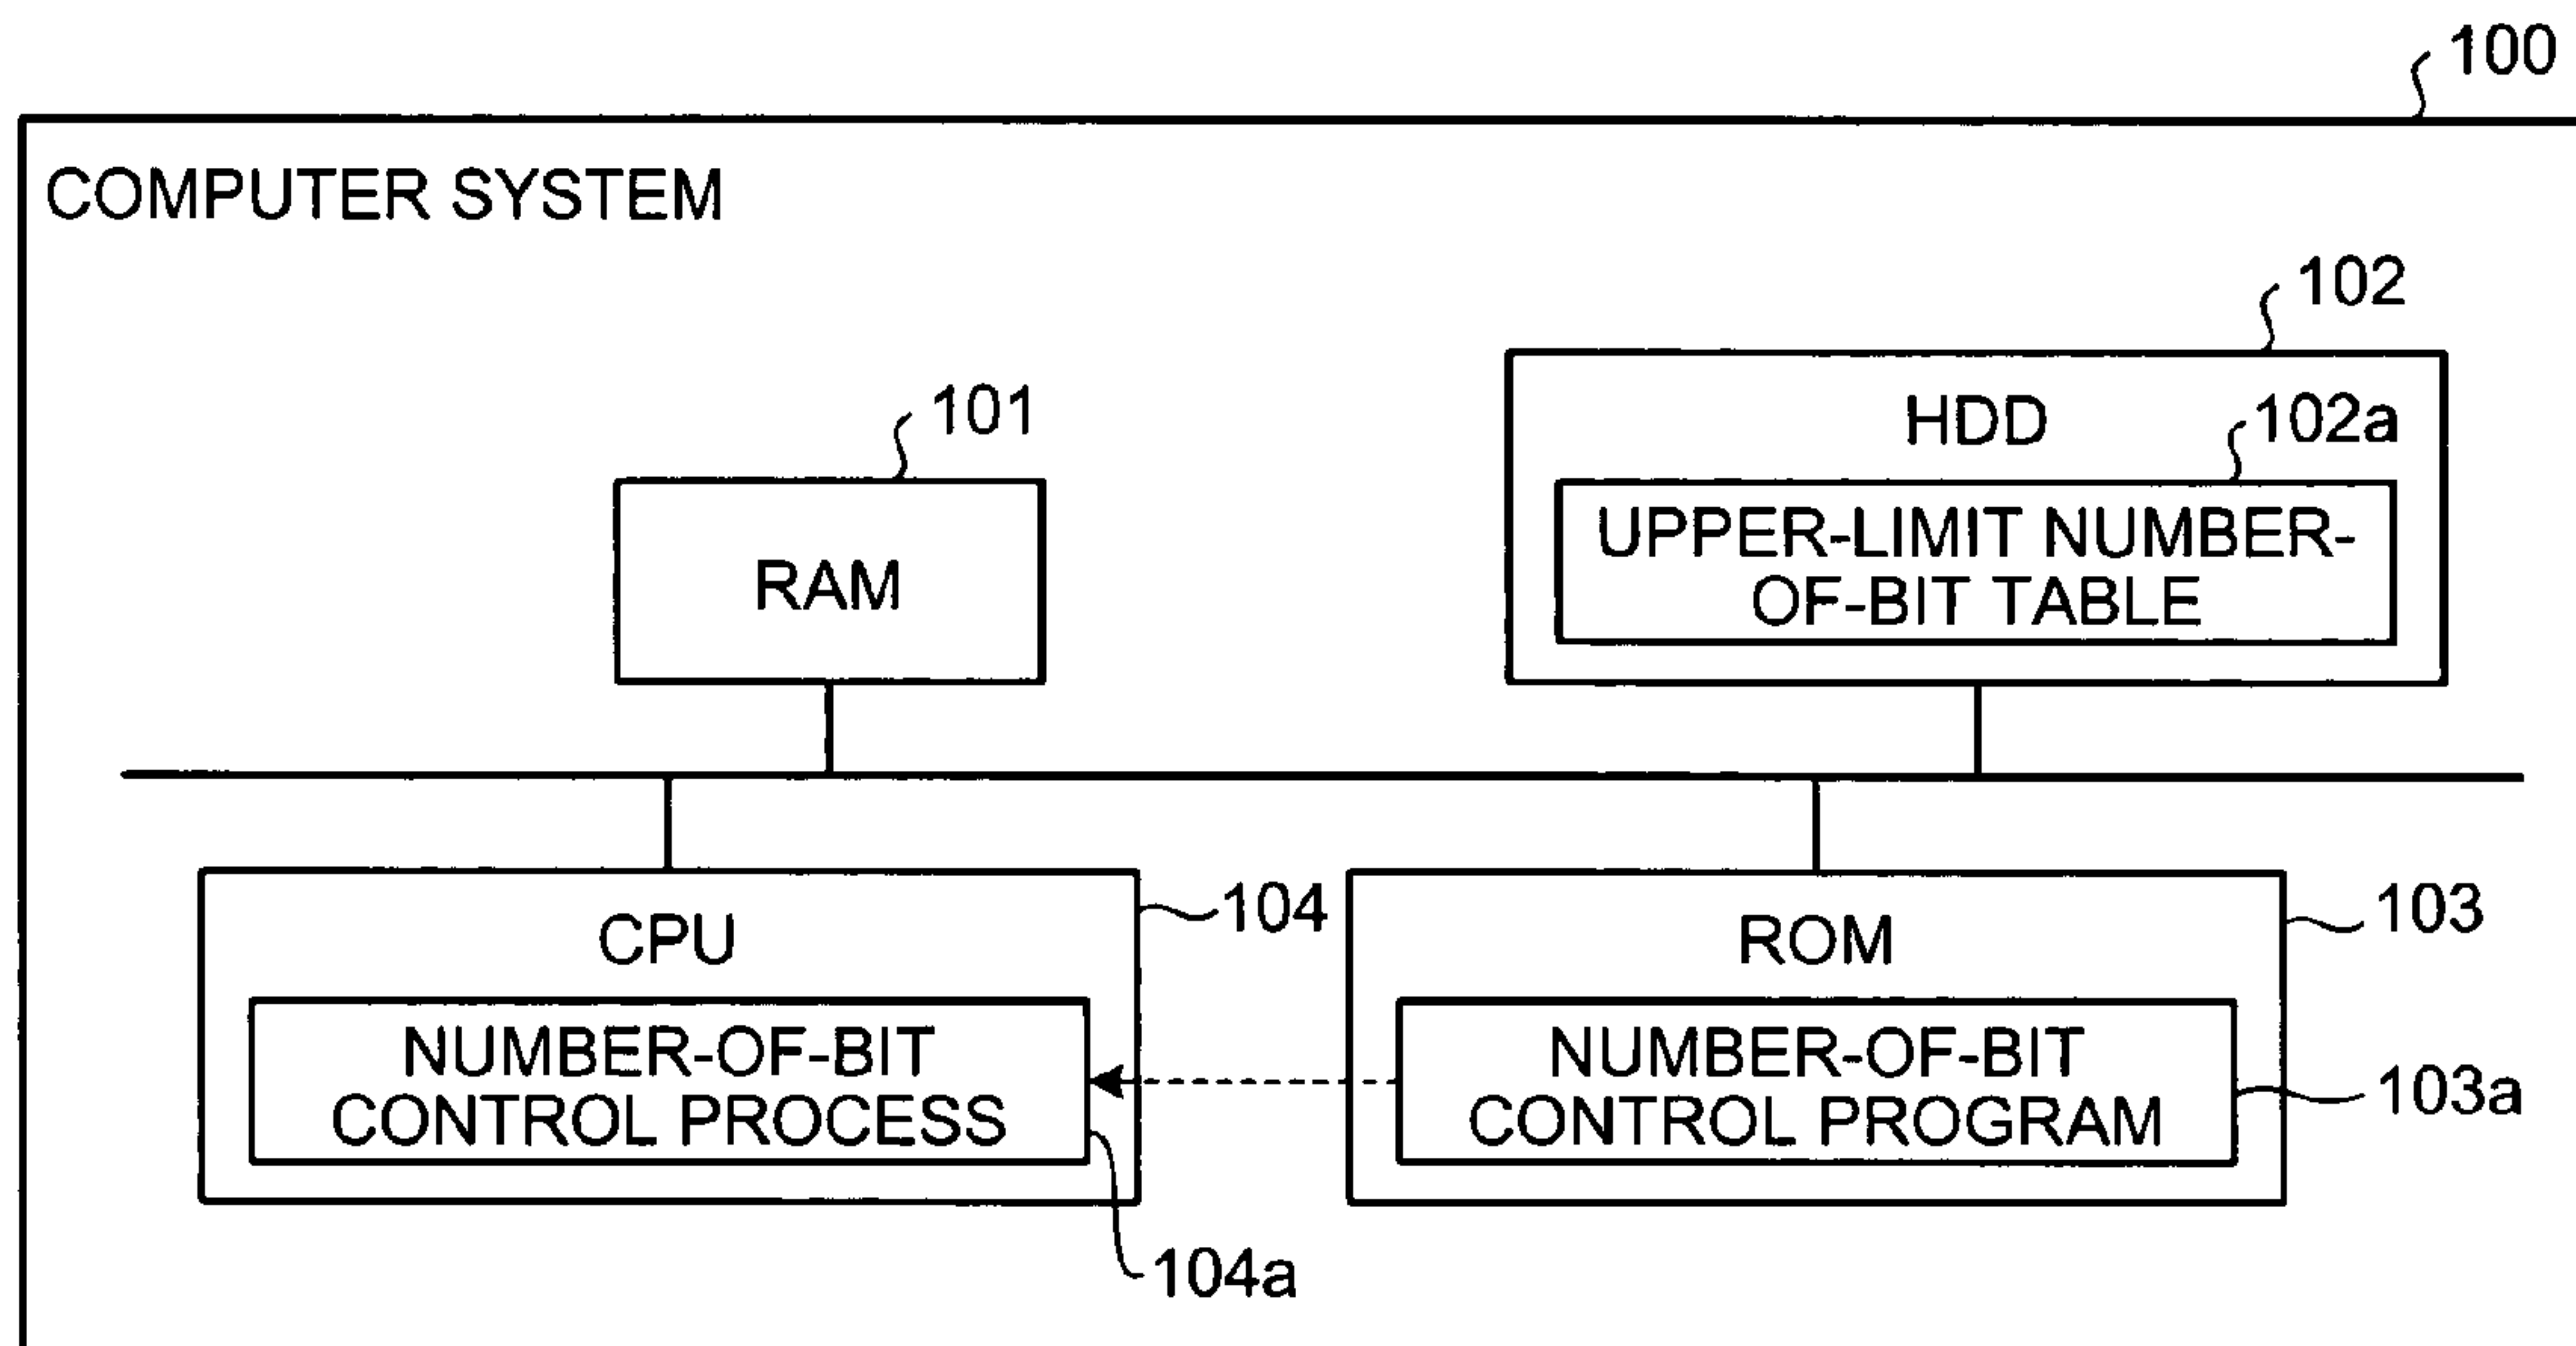 100
COMPUTER SYSTEM
102
HDD
102a
101
UPPER-LIMIT NUMBER-
OF-BIT TABLE
RAM
CPU
104
ROM
103
NUMBER-OF-BIT
CONTROL PROCESS
NUMBER-OF-BIT
CONTROL PROGRAM
103a
104a